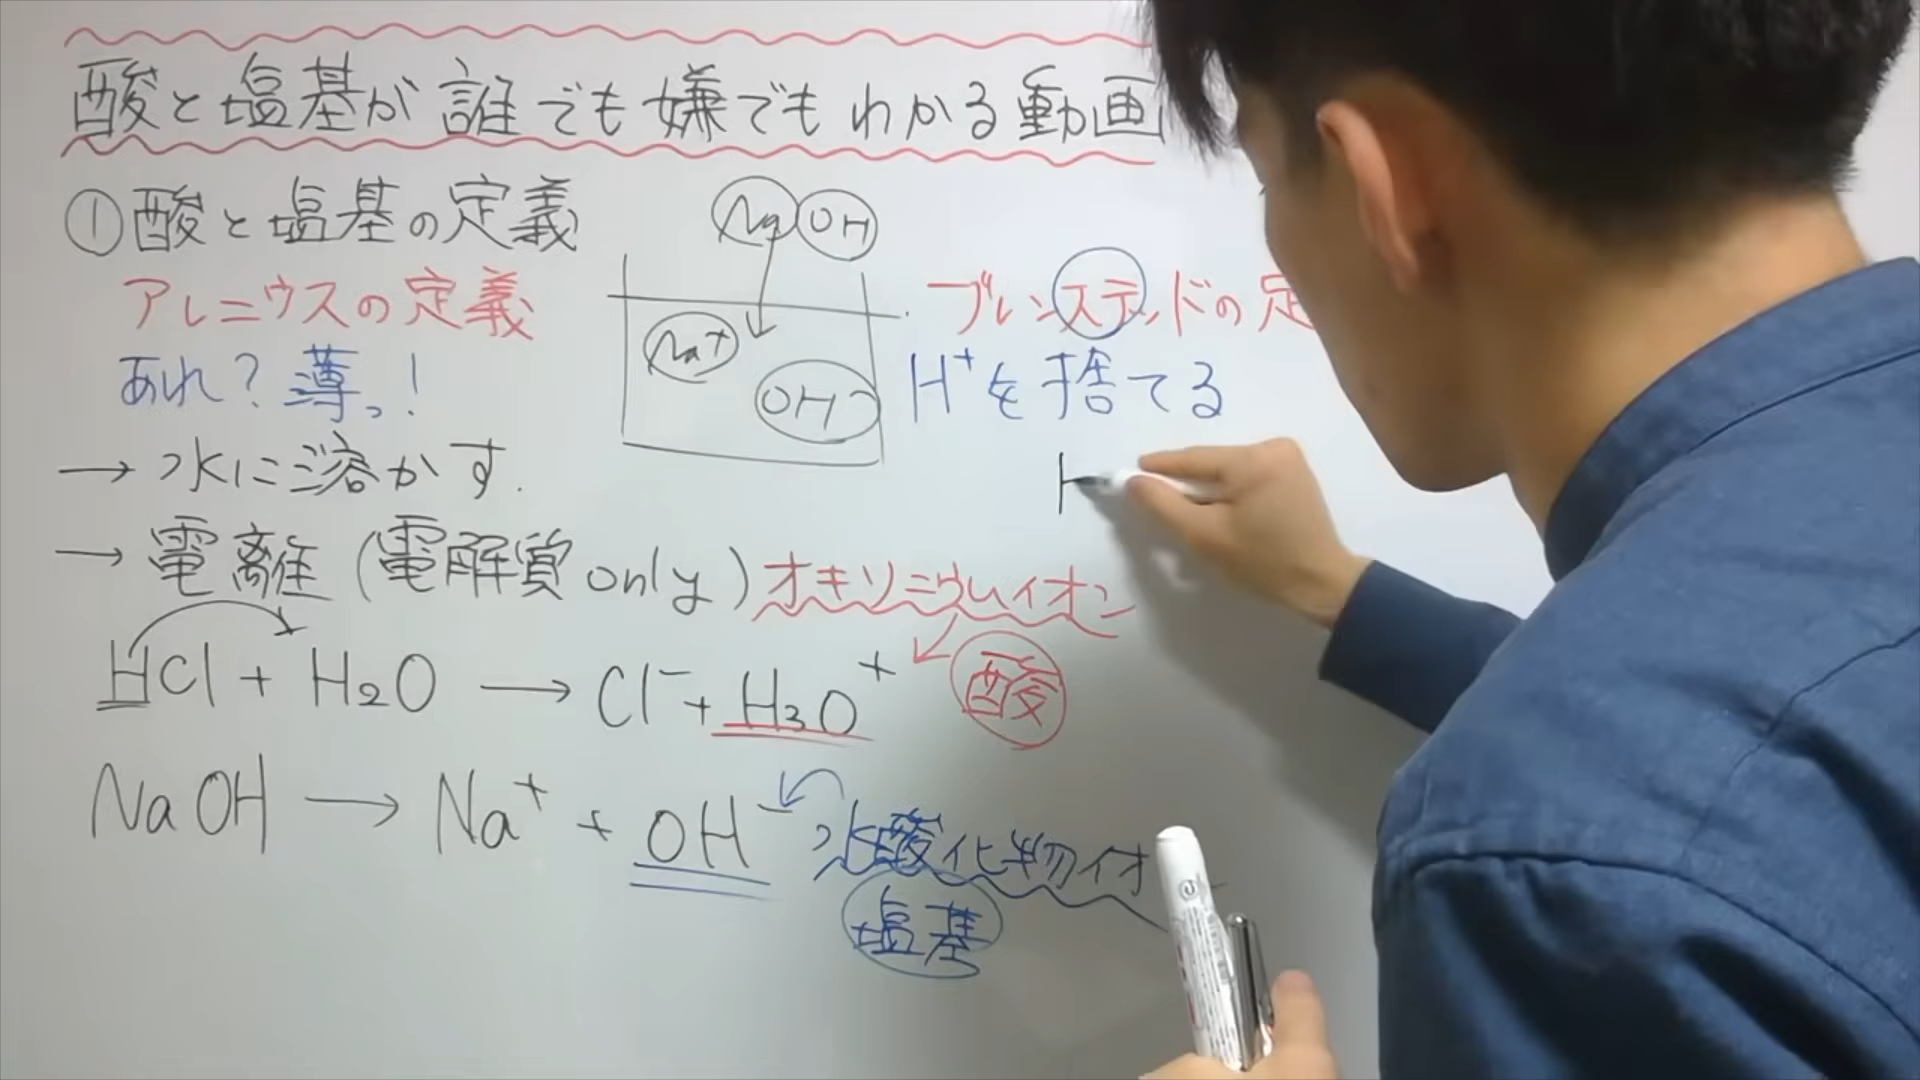 酸と塩基が誰でも嫌でもわかる動画
①酸と塩基の定義
アレニウスの定義
あれ?薄っ!
→水に溶かす.
→電離(電解質only)
オキソニウムイオン
酸
HCl + H2O → Cl⁻ + H3O⁺
NaOH → Na⁺ + OH⁻
水酸化物イオ
塩基
Na OH
Na⁺
OH⁻
ブレンステッドの定
H⁺を捨てる